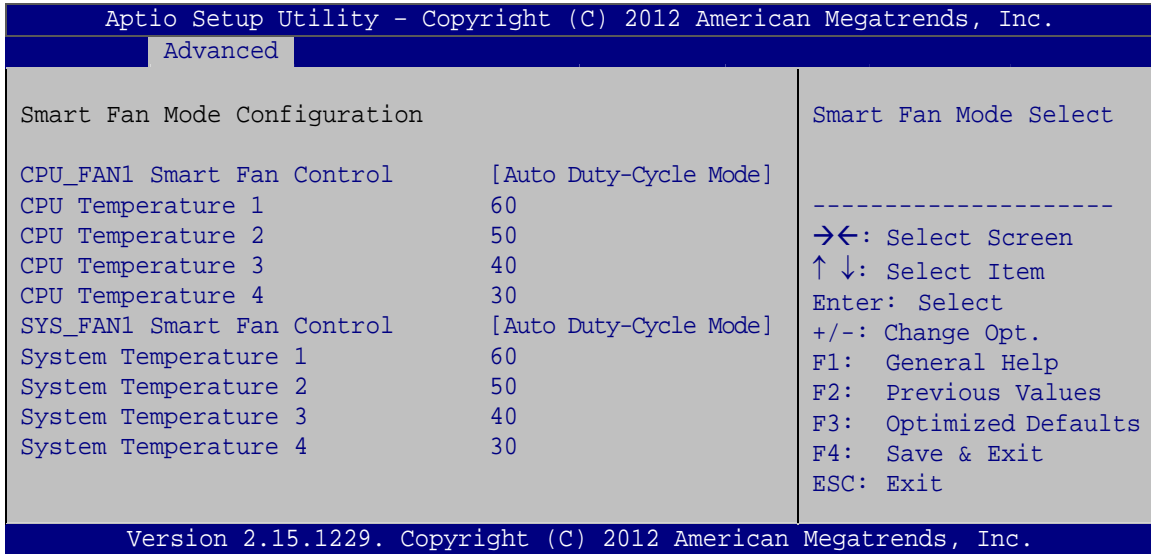 Aptio Setup Utility – Copyright (C) 2012 American Megatrends, Inc.
Advanced
Smart Fan Mode Configuration
CPU_FAN1 Smart Fan Control [Auto Duty-Cycle Mode]
CPU Temperature 1 60
CPU Temperature 2 50
CPU Temperature 3 40
CPU Temperature 4 30
SYS_FAN1 Smart Fan Control [Auto Duty-Cycle Mode]
System Temperature 1 60
System Temperature 2 50
System Temperature 3 40
System Temperature 4 30
Smart Fan Mode Select
---------------------
→←: Select Screen
↑ ↓: Select Item
Enter: Select
+/-: Change Opt.
F1: General Help
F2: Previous Values
F3: Optimized Defaults
F4: Save & Exit
ESC: Exit
Version 2.15.1229. Copyright (C) 2012 American Megatrends, Inc.